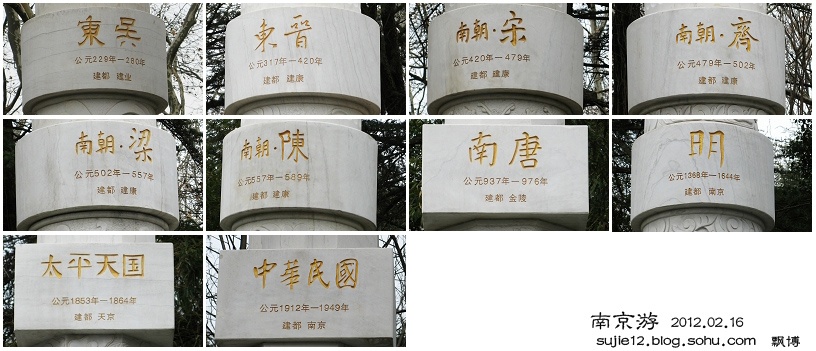 東吳
公元229年—280年
建都 建业
東晉
公元317年—420年
建都 建康
南朝·宋
公元420年—479年
建都 建康
南朝·齊
公元479年—502年
建都 建康
南朝·梁
公元502年—557年
建都 建康
南朝·陳
公元557年—589年
建都 建康
南唐
公元937年—976年
建都 金陵
明
公元1368年—1644年
建都 南京
太平天国
公元1853年—1864年
建都 天京
中華民國
公元1912年—1949年
建都 南京
南京游 2012.02.16
sujie12.blog.sohu.com 飘博